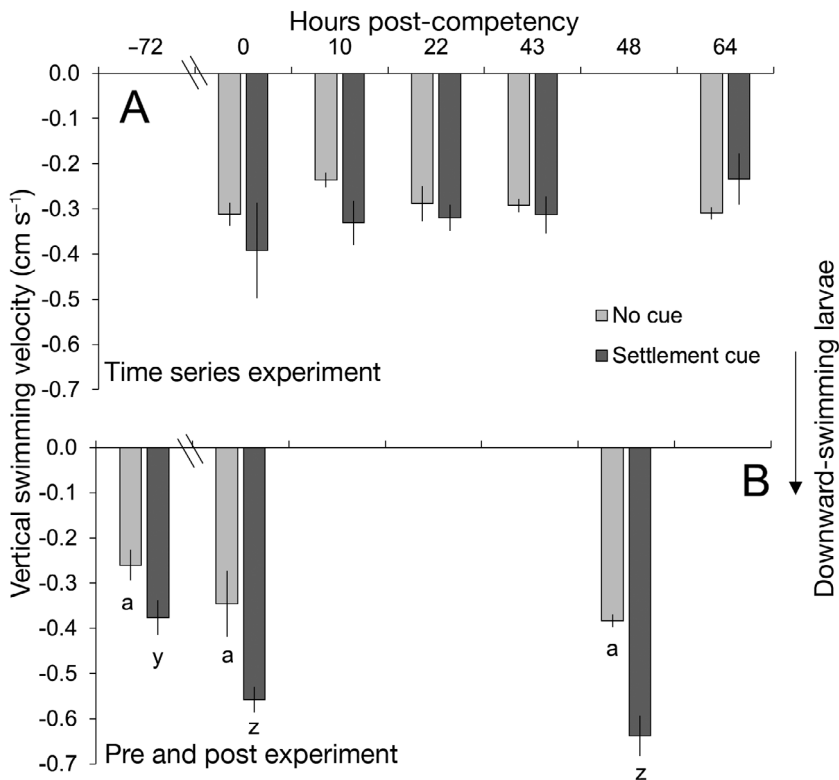 Hours post-competency
−72 0 10 22 43 48 64
0.0
-0.1
-0.2
-0.3
-0.4
-0.5
-0.6
-0.7
A
No cue
Settlement cue
Time series experiment
Vertical swimming velocity (cm s⁻¹)
Downward-swimming larvae
0.0
-0.1
-0.2
-0.3
-0.4
-0.5
-0.6
-0.7
B
a
y
a
z
a
z
Pre and post experiment